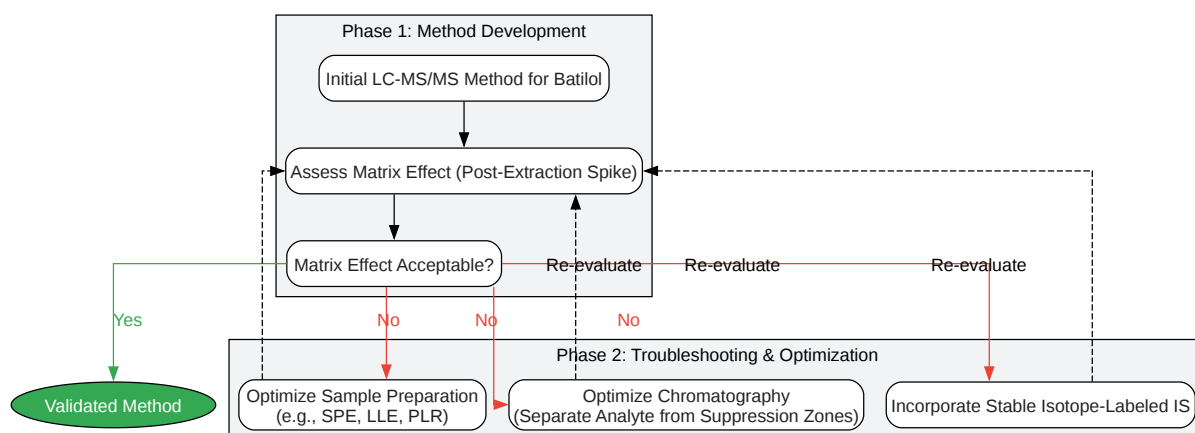 Phase 1: Method Development
Initial LC-MS/MS Method for Batilol
Assess Matrix Effect (Post-Extraction Spike)
Matrix Effect Acceptable?
Re-evaluate
Re-evaluate
Re-evaluate
Yes
No
No
No
Phase 2: Troubleshooting & Optimization
Validated Method
Optimize Sample Preparation
(e.g., SPE, LLE, PLR)
Optimize Chromatography
(Separate Analyte from Suppression Zones)
Incorporate Stable Isotope-Labeled IS